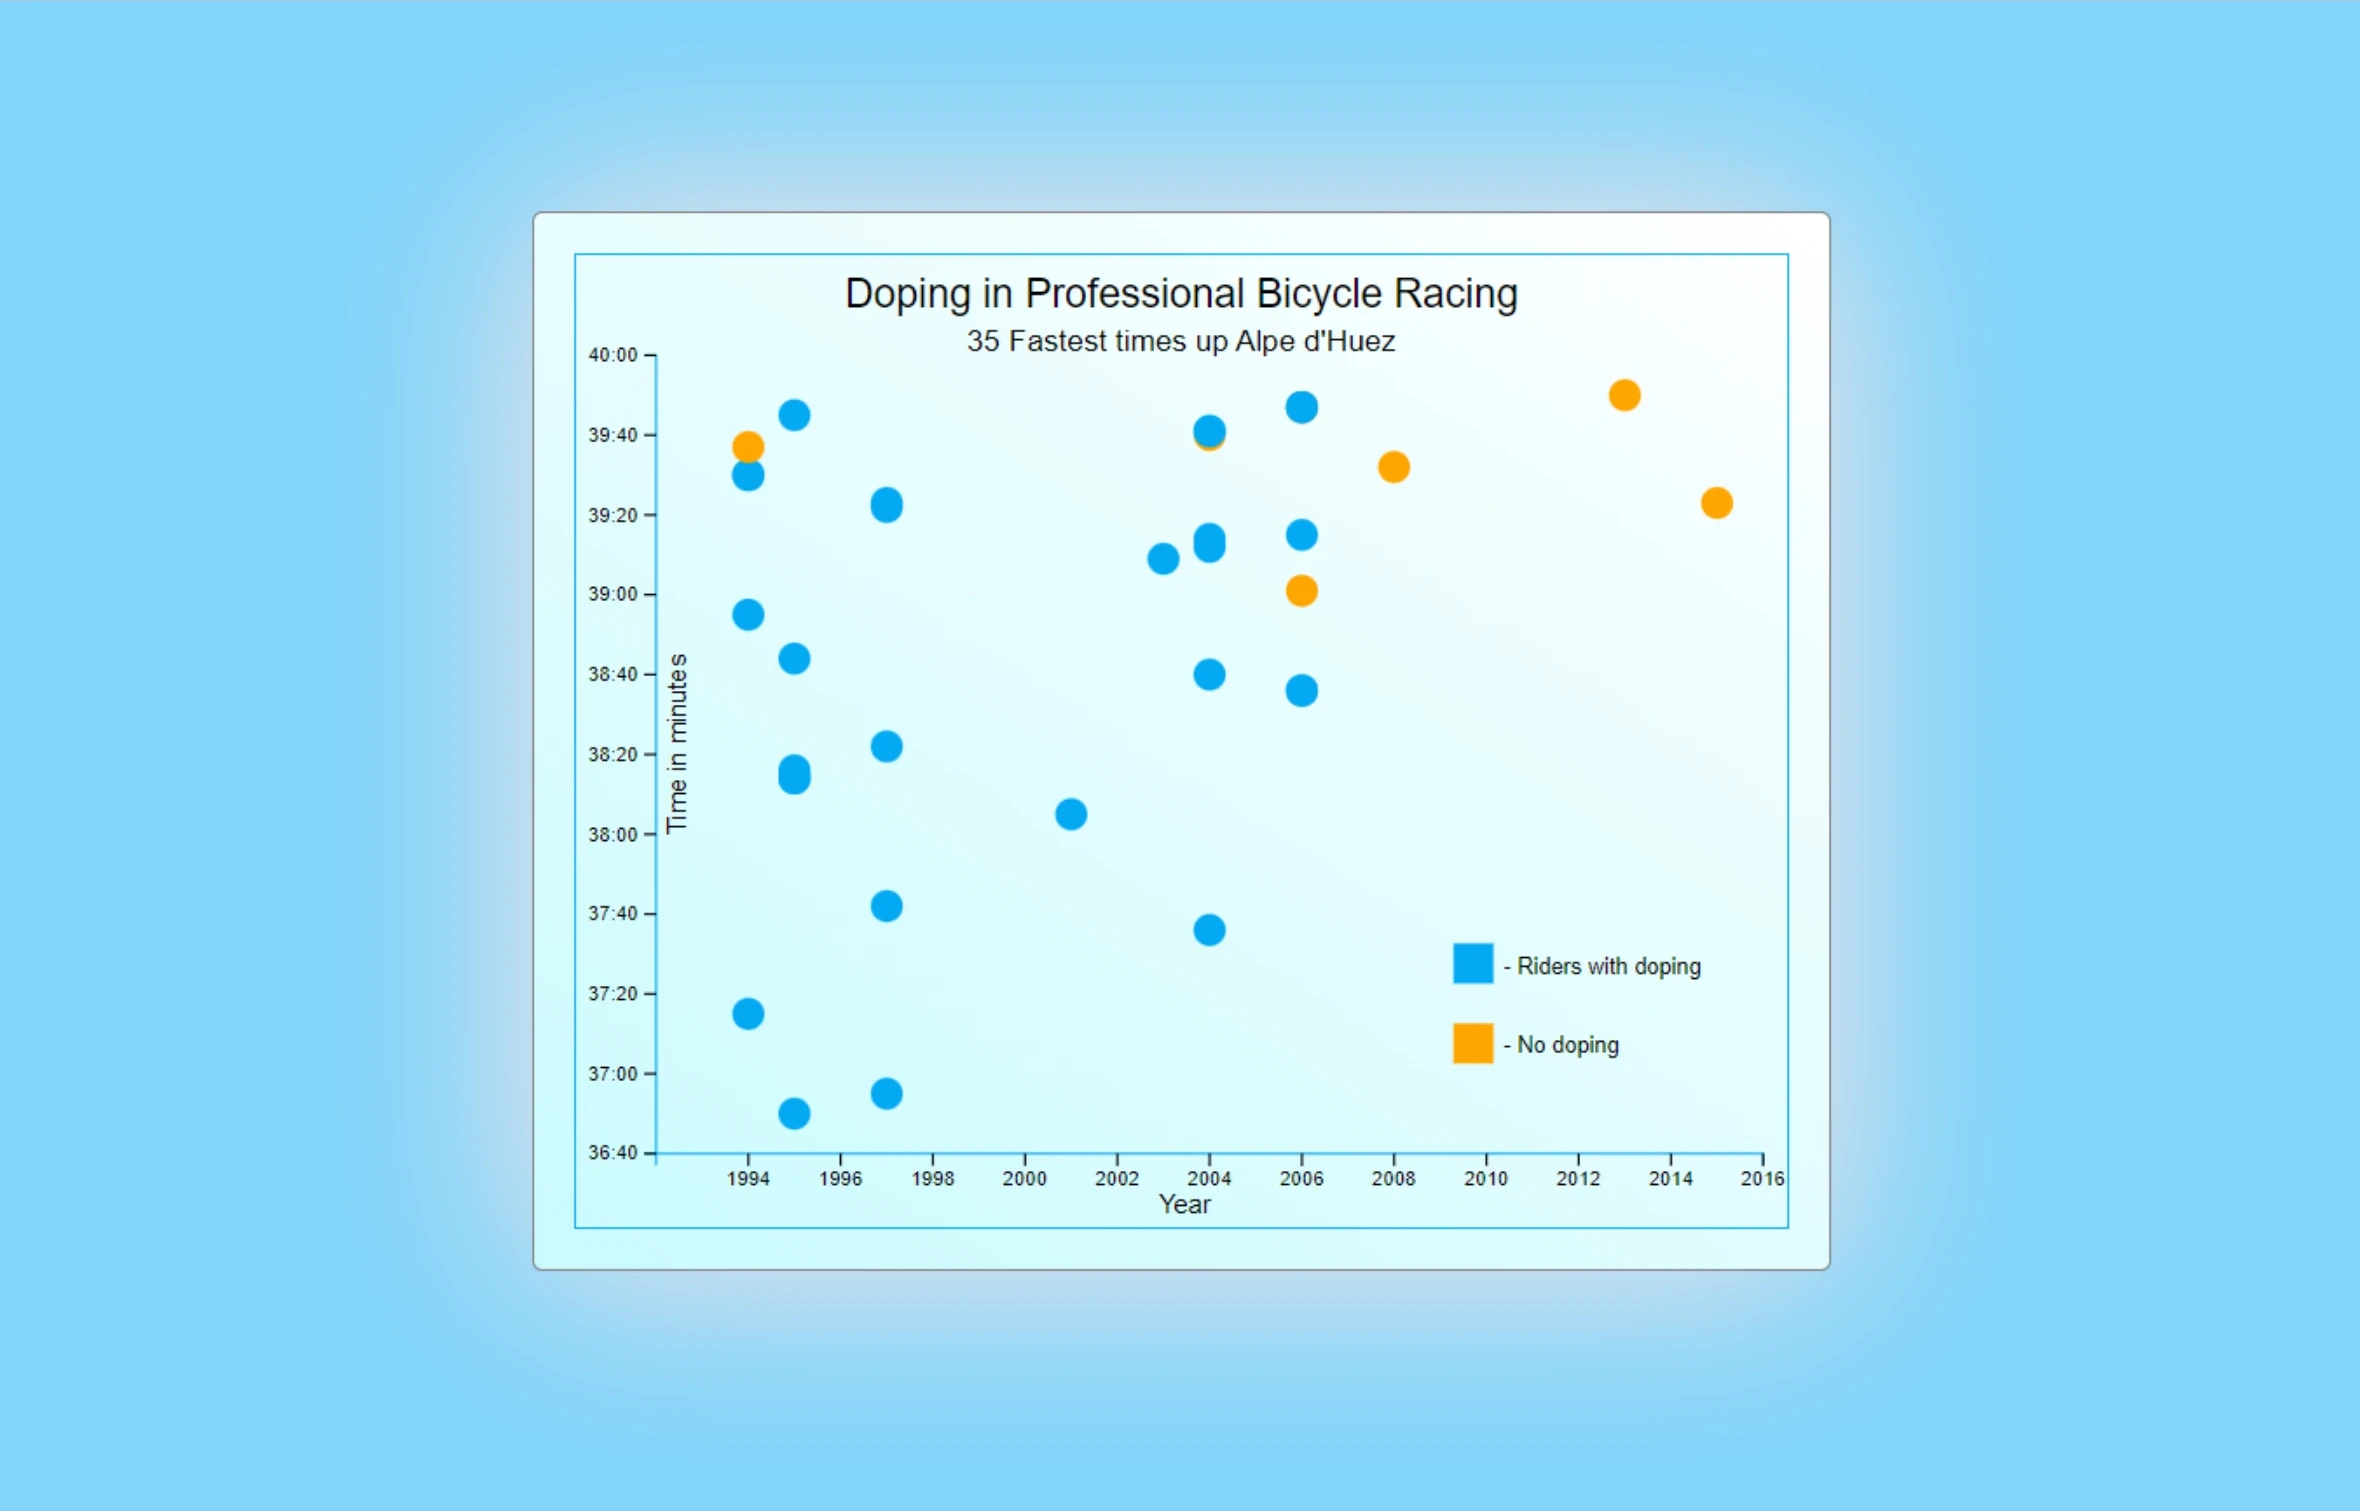 Doping in Professional Bicycle Racing
35 Fastest times up Alpe d'Huez
40:00
39:40
39:20
39:00
38:40
38:20
38:00
37:40
37:20
37:00
36:40
Time in minutes
- Riders with doping
- No doping
1994 1996 1998 2000 2002 2004 2006 2008 2010 2012 2014 2016
Year